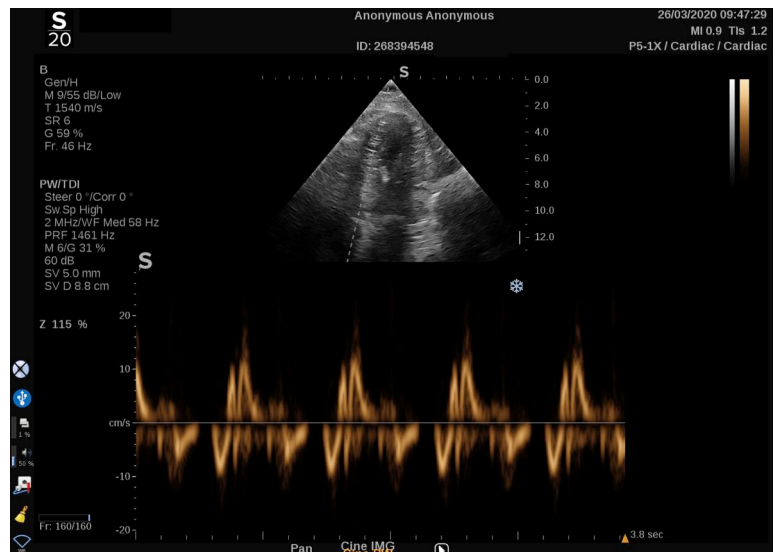 S
20
Anonymous Anonymous
26/03/2020 09:47:29
MI 0.9 TIs 1.2
ID: 268394548
P5-1X / Cardiac / Cardiac
B
Gen/H
M 9/55 dB/Low
T 1540 m/s
SR 6
G 59 %
Fr. 46 Hz
S
0.0
2.0
4.0
6.0
8.0
10.0
12.0
PW/TDI
Steer 0 °/Corr 0 °
Sw.Sp High
2 MHz/WF Med 58 Hz
PRF 1461 Hz
M 6/G 31 %
60 dB
SV 5.0 mm
SV D 8.8 cm
S
Z 115 %
20
10
cm/s
-10
-20
1 %
50 %
Fr: 160/160
3.8 sec
Pan
Cine IMG